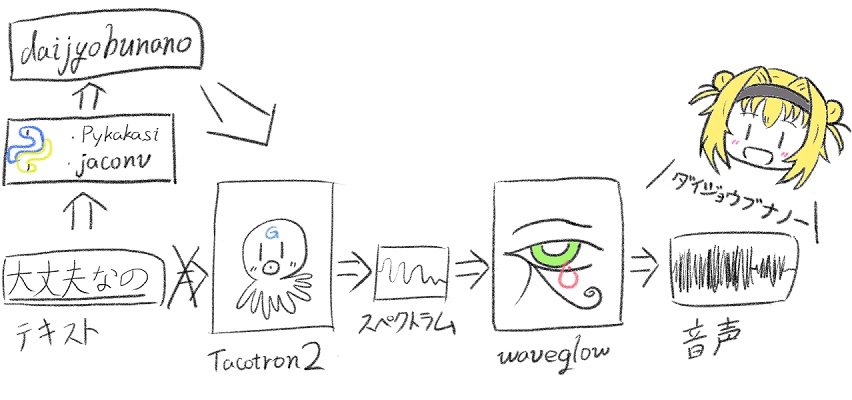 daijyobunano
・Pykakasi
・jaconv
大丈夫なの
テキスト
G
Tacotron2
スペクトラム
waveglow
ダイジョウブナノー
音声